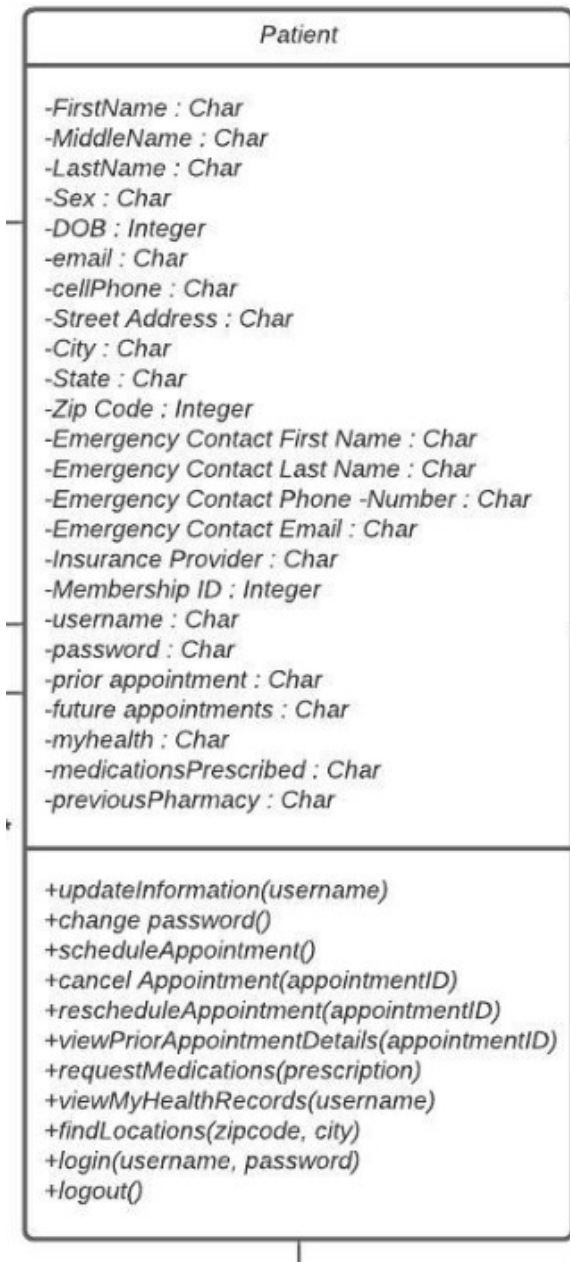 Patient
-FirstName : Char
-MiddleName : Char
-LastName : Char
-Sex : Char
-DOB : Integer
-email : Char
-cellPhone : Char
-Street Address : Char
-City : Char
-State : Char
-Zip Code : Integer
-Emergency Contact First Name : Char
-Emergency Contact Last Name : Char
-Emergency Contact Phone -Number : Char
-Emergency Contact Email : Char
-Insurance Provider : Char
-Membership ID : Integer
-username : Char
-password : Char
-prior appointment : Char
-future appointments : Char
-myhealth : Char
-medicationsPrescribed : Char
-previousPharmacy : Char
+updateInformation(username)
+change password()
+scheduleAppointment()
+cancel Appointment(appointmentID)
+rescheduleAppointment(appointmentID)
+viewPriorAppointmentDetails(appointmentID)
+requestMedications(prescription)
+viewMyHealthRecords(username)
+findLocations(zipcode, city)
+login(username, password)
+logout()